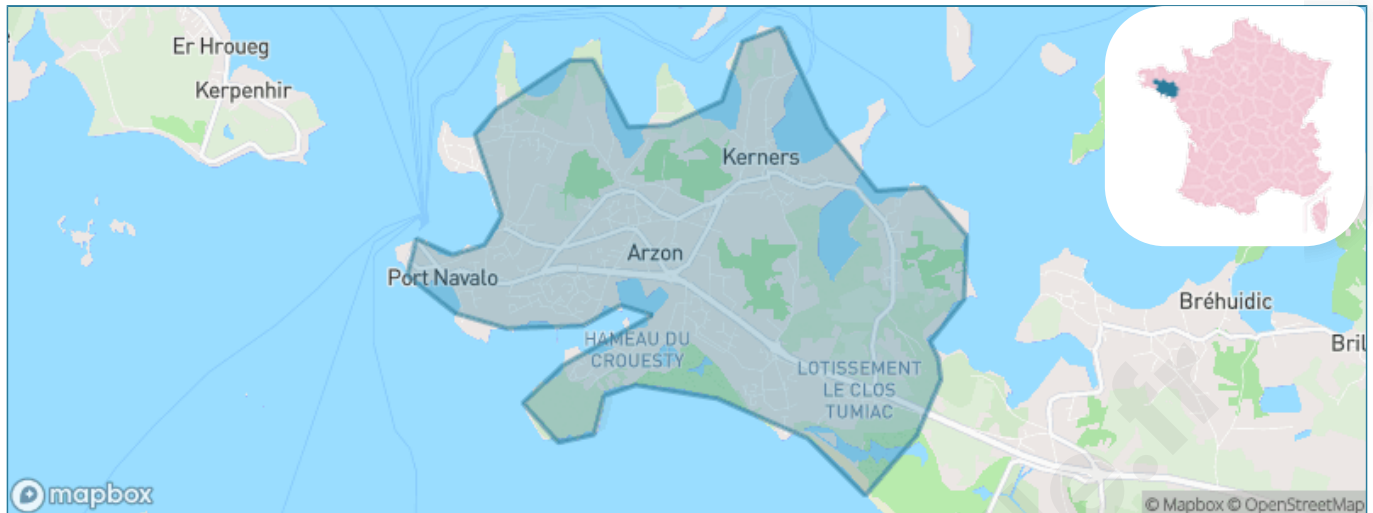 Er Hroueg
Kerpenhir
Kerners
Arzon
Port Navalo
Bréhuidic
HAMEAU DU
CROUESTY
Bril
LOTISSEMENT
LE CLOS
TUMIAC
mapbox
© Mapbox © OpenStreetMap